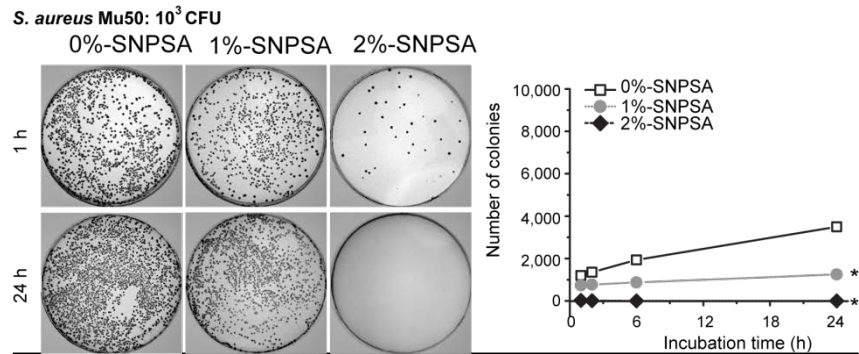 S. aureus Mu50: 10³ CFU
0%-SNPSA 1%-SNPSA 2%-SNPSA
1 h
24 h
0%-SNPSA
1%-SNPSA
2%-SNPSA
Number of colonies
10,000
8,000
6,000
4,000
2,000
0
*
*
0 6 12 18 24
Incubation time (h)